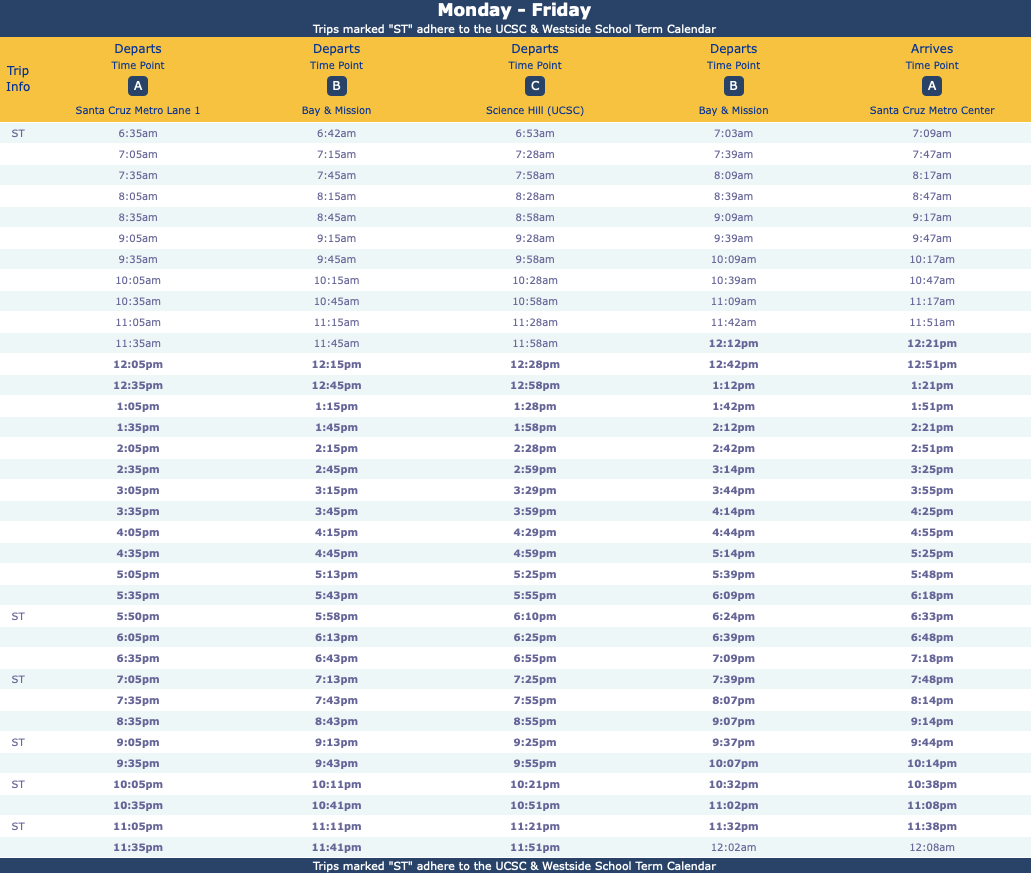 Monday - Friday
Trips marked "ST" adhere to the UCSC & Westside School Term Calendar
Trip Info Departs Time Point A Santa Cruz Metro Lane 1 Departs Time Point B Bay & Mission Departs Time Point C Science Hill (UCSC) Departs Time Point B Bay & Mission Arrives Time Point A Santa Cruz Metro Center
ST 6:35am 6:42am 6:53am 7:03am 7:09am
7:05am 7:15am 7:28am 7:39am 7:47am
7:35am 7:45am 7:58am 8:09am 8:17am
8:05am 8:15am 8:28am 8:39am 8:47am
8:35am 8:45am 8:58am 9:09am 9:17am
9:05am 9:15am 9:28am 9:39am 9:47am
9:35am 9:45am 9:58am 10:09am 10:17am
10:05am 10:15am 10:28am 10:39am 10:47am
10:35am 10:45am 10:58am 11:09am 11:17am
11:05am 11:15am 11:28am 11:42am 11:51am
11:35am 11:45am 11:58am 12:12pm 12:21pm
12:05pm 12:15pm 12:28pm 12:42pm 12:51pm
12:35pm 12:45pm 12:58pm 1:12pm 1:21pm
1:05pm 1:15pm 1:28pm 1:42pm 1:51pm
1:35pm 1:45pm 1:58pm 2:12pm 2:21pm
2:05pm 2:15pm 2:28pm 2:42pm 2:51pm
2:35pm 2:45pm 2:59pm 3:14pm 3:25pm
3:05pm 3:15pm 3:29pm 3:44pm 3:55pm
3:35pm 3:45pm 3:59pm 4:14pm 4:25pm
4:05pm 4:15pm 4:29pm 4:44pm 4:55pm
4:35pm 4:45pm 4:59pm 5:14pm 5:25pm
5:05pm 5:13pm 5:25pm 5:39pm 5:48pm
5:35pm 5:43pm 5:55pm 6:09pm 6:18pm
ST 5:50pm 5:58pm 6:10pm 6:24pm 6:33pm
6:05pm 6:13pm 6:25pm 6:39pm 6:48pm
6:35pm 6:43pm 6:55pm 7:09pm 7:18pm
ST 7:05pm 7:13pm 7:25pm 7:39pm 7:48pm
7:35pm 7:43pm 7:55pm 8:07pm 8:14pm
8:35pm 8:43pm 8:55pm 9:07pm 9:14pm
ST 9:05pm 9:13pm 9:25pm 9:37pm 9:44pm
9:35pm 9:43pm 9:55pm 10:07pm 10:14pm
ST 10:05pm 10:11pm 10:21pm 10:32pm 10:38pm
10:35pm 10:41pm 10:51pm 11:02pm 11:08pm
ST 11:05pm 11:11pm 11:21pm 11:32pm 11:38pm
11:35pm 11:41pm 11:51pm 12:02am 12:08am
Trips marked "ST" adhere to the UCSC & Westside School Term Calendar